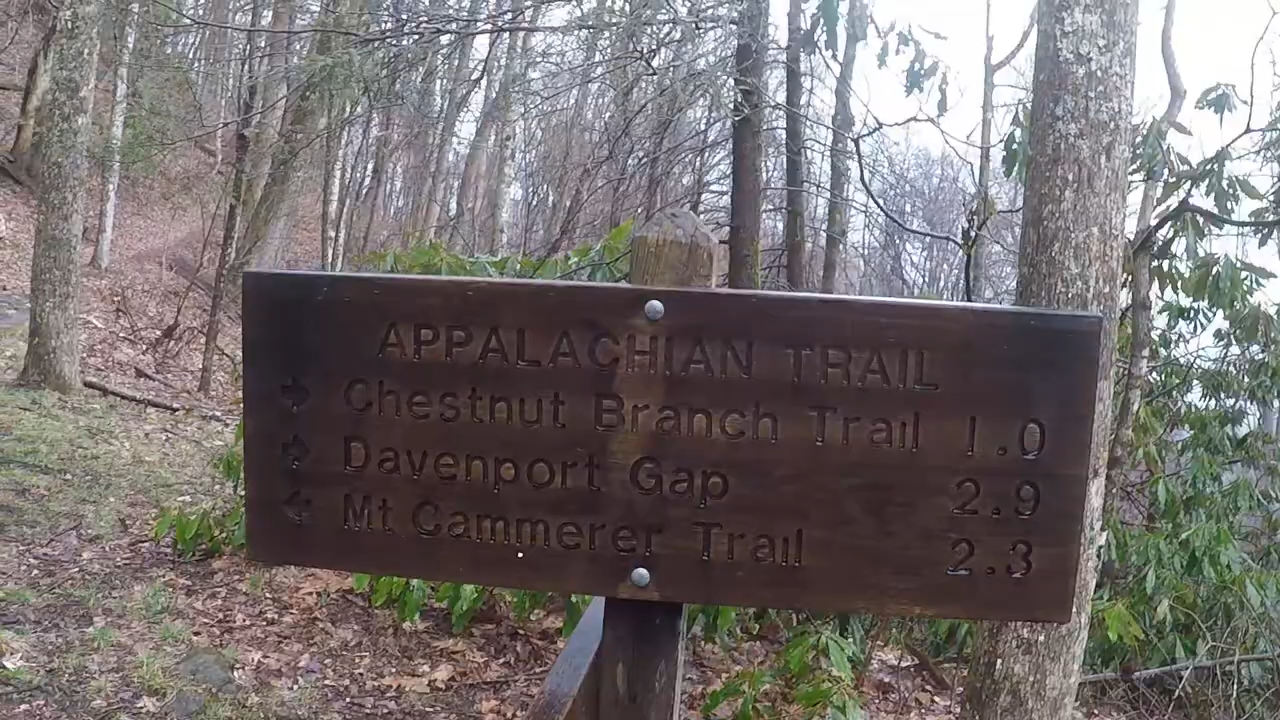 APPALACHIAN TRAIL
→ Chestnut Branch Trail 1.0
→ Davenport Gap 2.9
← Mt Cammerer Trail 2.3